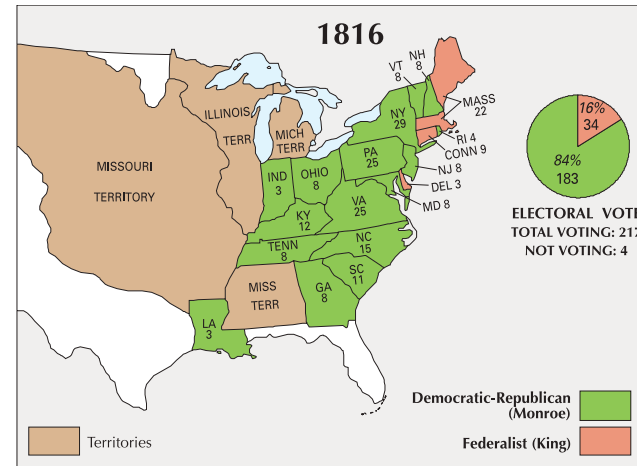 1816
NH
8
VT
8
MASS
22
NY
29
RI 4
CONN 9
ILLINOIS
TERR
MICH
TERR
PA
25
NJ 8
DEL 3
MD 8
MISSOURI
TERRITORY
IND
3
OHIO
8
VA
25
KY
12
NC
15
TENN
8
SC
11
MISS
TERR
GA
8
LA
3
16%
34
84%
183
ELECTORAL VOTE
TOTAL VOTING: 217
NOT VOTING: 4
Democratic-Republican
(Monroe)
Federalist (King)
Territories